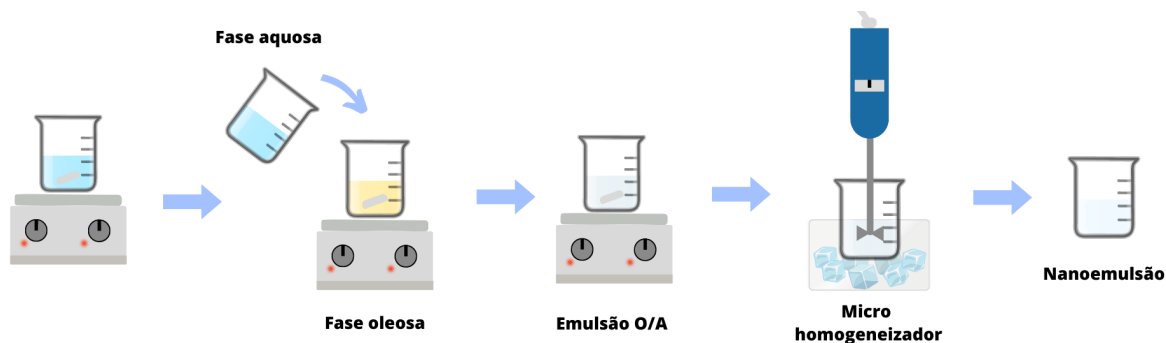 Fase aquosa
Fase oleosa
Emulsão O/A
Micro
homogeneizador
Nanoemulsão